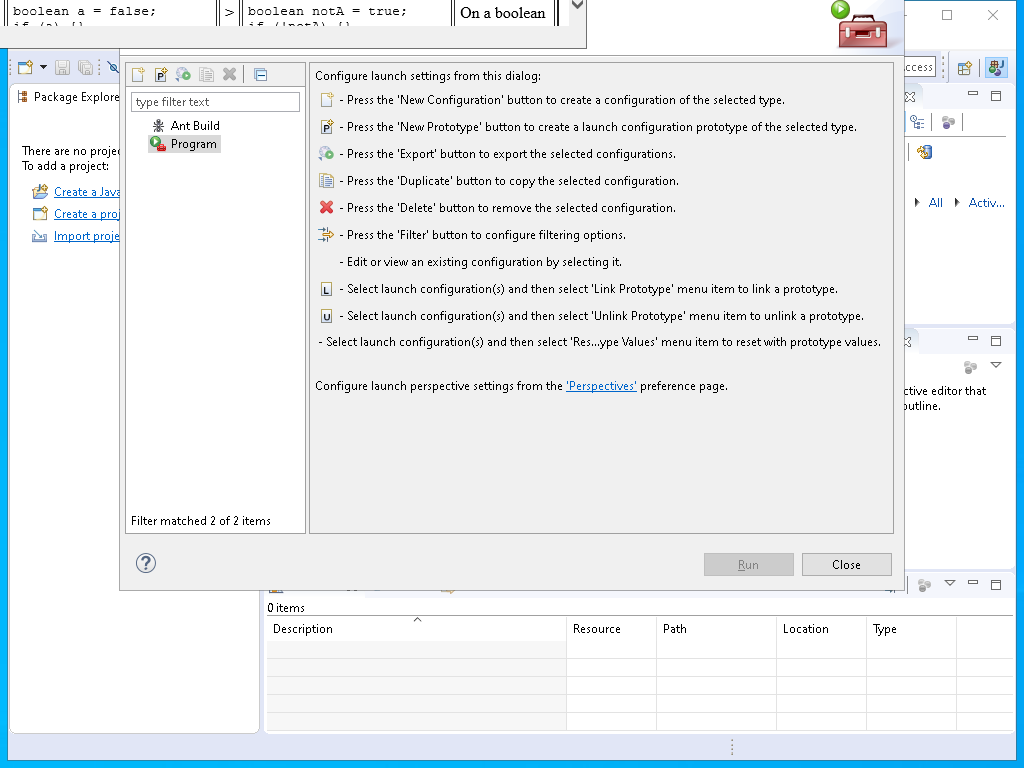 boolean a = false;
>
boolean notA = true;
On a boolean
if (a) {}
if (!notA) {}
Package Explore
type filter text
Ant Build
Program
Filter matched 2 of 2 items
There are no projec
To add a project:
Create a Java
Create a proj
Import proje
Configure launch settings from this dialog:
- Press the 'New Configuration' button to create a configuration of the selected type.
- Press the 'New Prototype' button to create a launch configuration prototype of the selected type.
- Press the 'Export' button to export the selected configurations.
- Press the 'Duplicate' button to copy the selected configuration.
- Press the 'Delete' button to remove the selected configuration.
- Press the 'Filter' button to configure filtering options.
- Edit or view an existing configuration by selecting it.
- Select launch configuration(s) and then select 'Link Prototype' menu item to link a prototype.
- Select launch configuration(s) and then select 'Unlink Prototype' menu item to unlink a prototype.
- Select launch configuration(s) and then select 'Res...ype Values' menu item to reset with prototype values.
Configure launch perspective settings from the 'Perspectives' preference page.
Run
Close
ccess
All
Activ...
ctive editor that
outline.
0 items
Description
Resource
Path
Location
Type